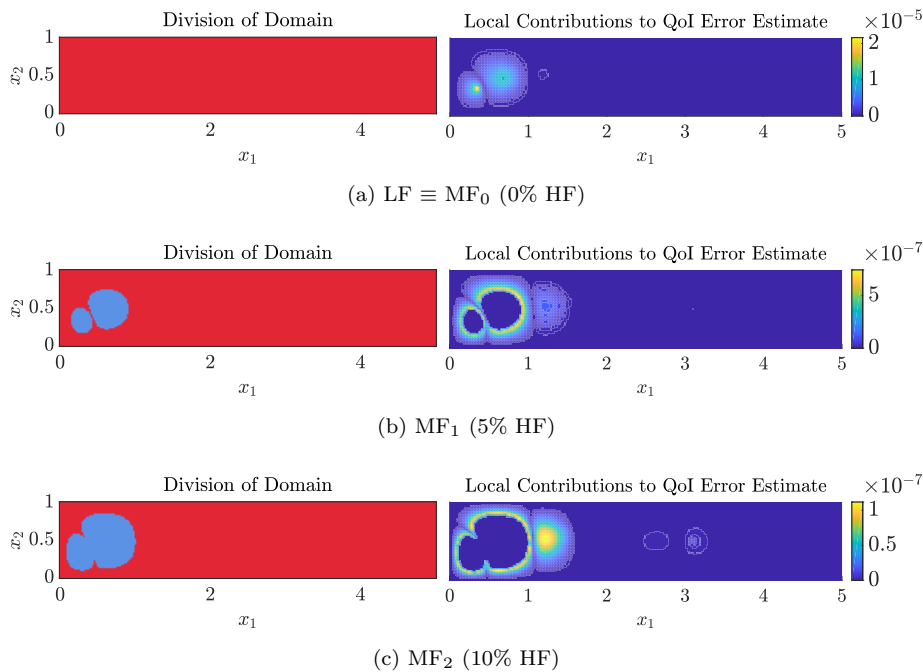 Division of Domain
Local Contributions to QoI Error Estimate
×10⁻⁵
1
0.5
0
x₂
0
2
4
x₁
0
1
2
3
4
5
x₁
2
1
0
(a) LF ≡ MF₀ (0% HF)
Division of Domain
Local Contributions to QoI Error Estimate
×10⁻⁷
1
0.5
0
x₂
0
2
4
x₁
0
1
2
3
4
5
x₁
5
0
(b) MF₁ (5% HF)
Division of Domain
Local Contributions to QoI Error Estimate
×10⁻⁷
1
0.5
0
x₂
0
2
4
x₁
0
1
2
3
4
5
x₁
1
0.5
0
(c) MF₂ (10% HF)